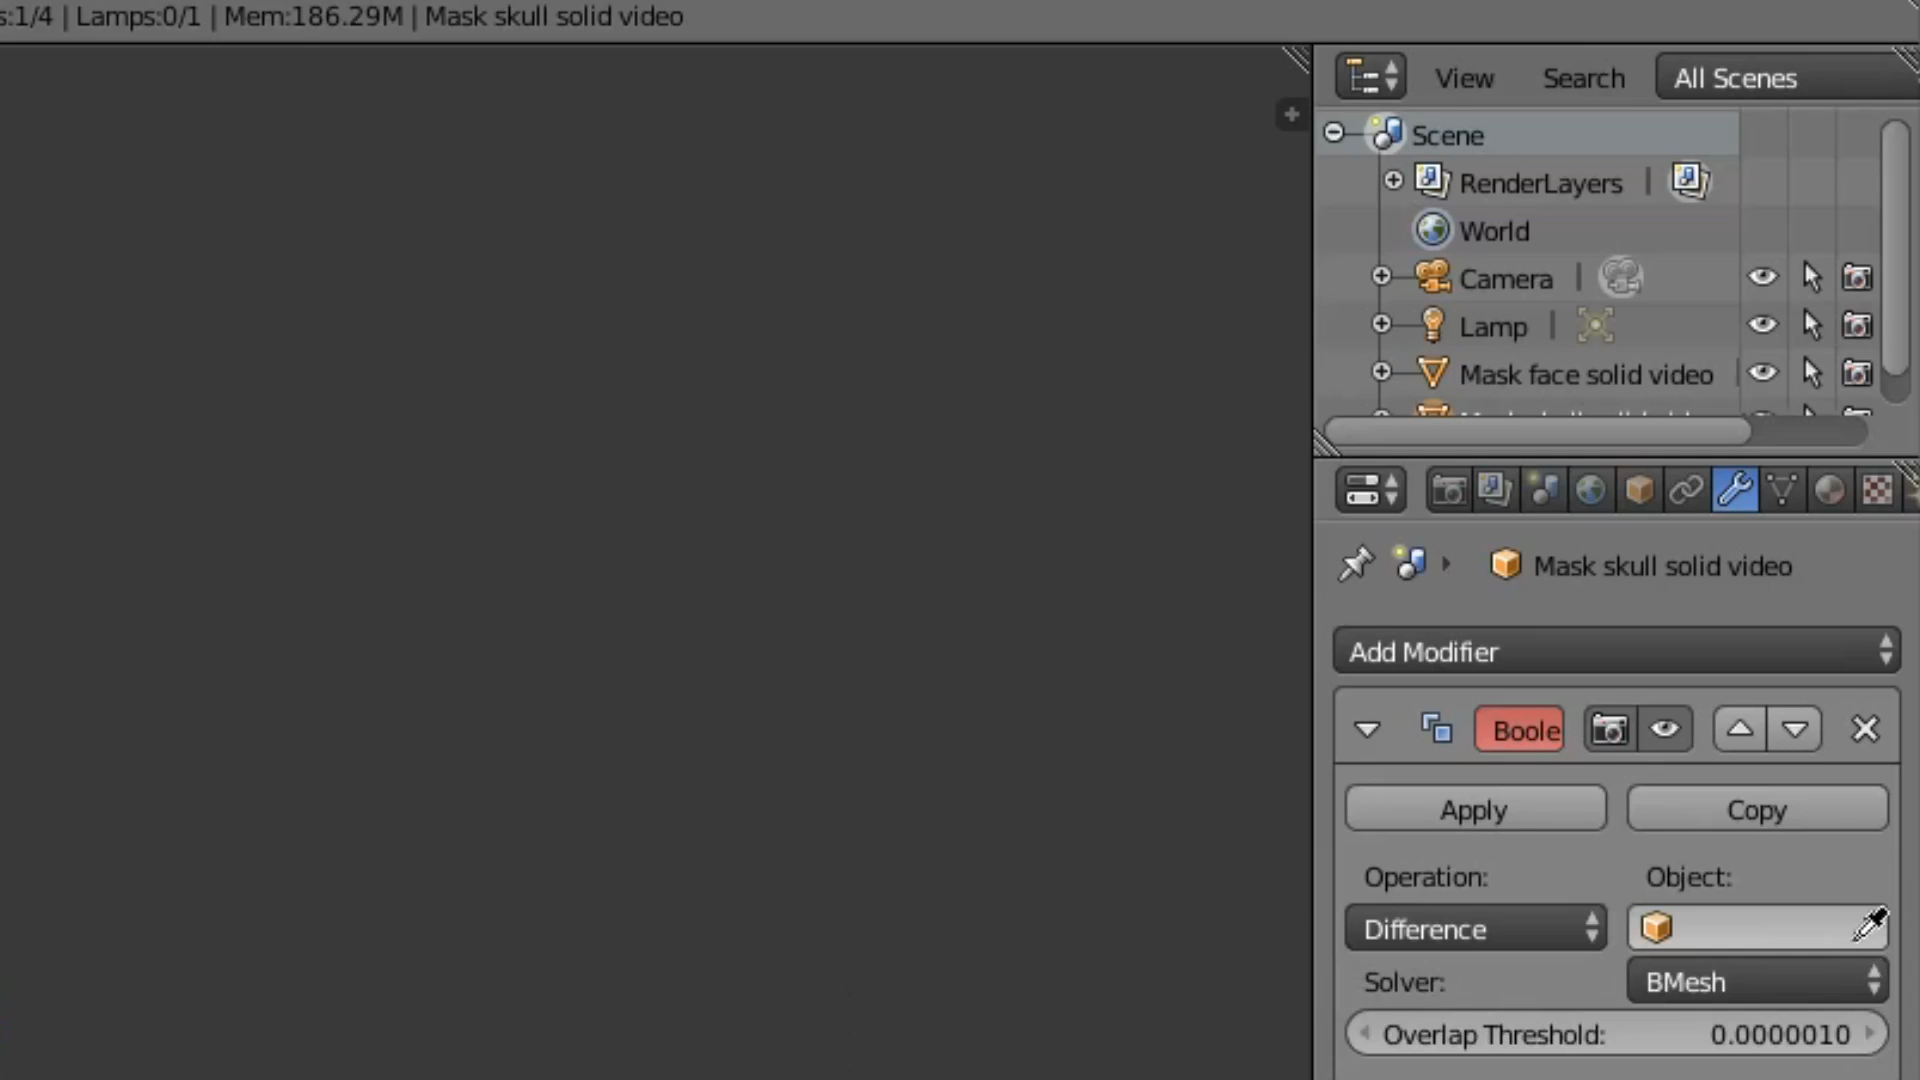 s:1/4 | Lamps:0/1 | Mem:186.29M | Mask skull solid video
View Search All Scenes
Scene
RenderLayers
World
Camera
Lamp
Mask face solid video
Mask skull solid video
Add Modifier
Boole
Apply Copy
Operation: Object:
Difference
Solver: BMesh
Overlap Threshold: 0.0000010